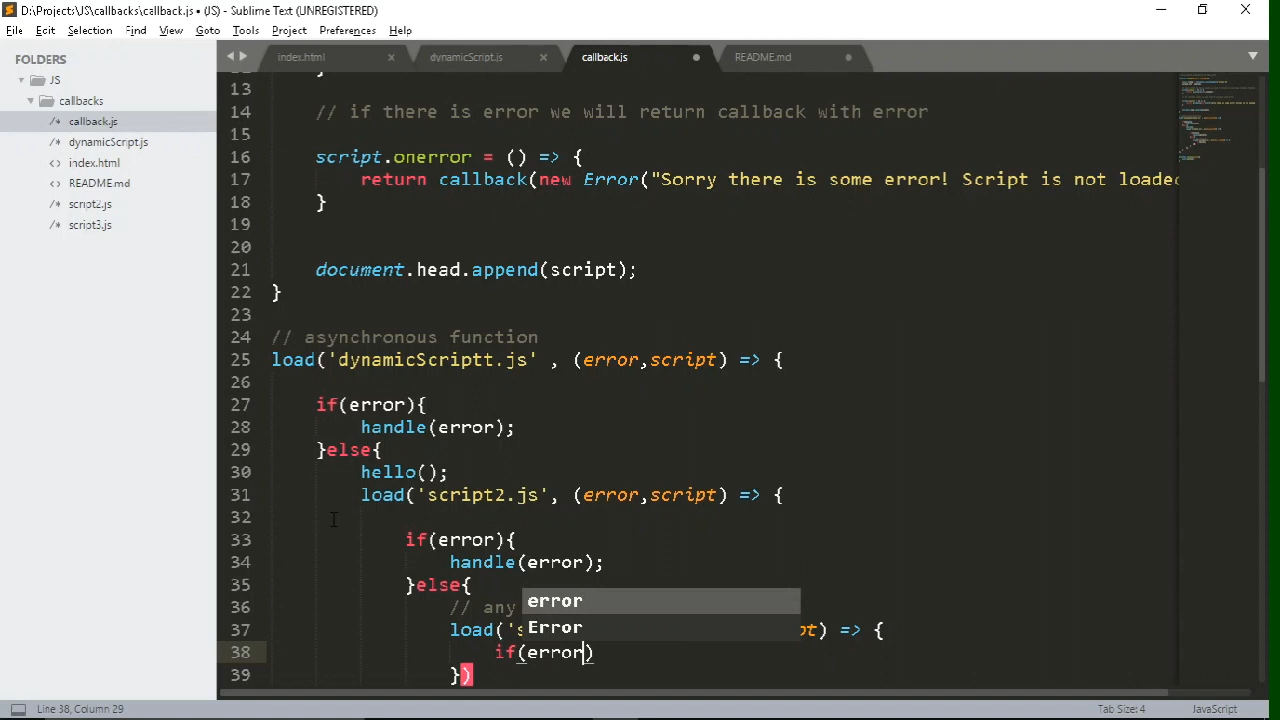 D:\Projects\JS\callbacks\callback.js • (JS) - Sublime Text (UNREGISTERED)
File Edit Selection Find View Goto Tools Project Preferences Help
FOLDERS
JS
callbacks
/* callback.js
/* dynamicScript.js
<> index.html
<> README.md
/* script2.js
/* script3.js
index.html × dynamicScript.js × callback.js README.md
13
14 // if there is error we will return callback with error
15
16 script.onerror = () => {
17 return callback(new Error("Sorry there is some error! Script is not loaded
18 }
19
20
21 document.head.append(script);
22 }
23
24 // asynchronous function
25 load('dynamicScriptt.js' , (error,script) => {
26
27 if(error){
28 handle(error);
29 }else{
30 hello();
31 load('script2.js', (error,script) => {
32
33 if(error){
34 handle(error);
35 }else{
36 // any
37 load('s pt) => {
38 if(error)
39 })
error
Error
Line 38, Column 29
Tab Size: 4
JavaScript